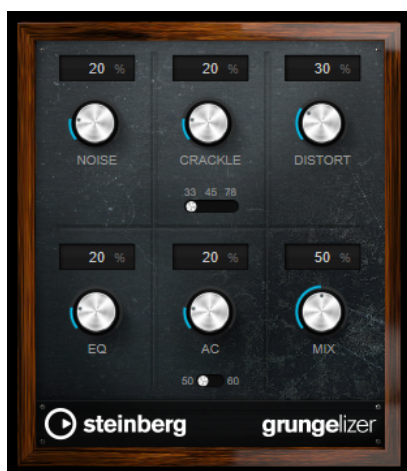 20 % 20 % 30 %
NOISE CRACKLE DISTORT
33 45 78
20 % 20 % 50 %
EQ AC MIX
50 60
steinberg grungelizer